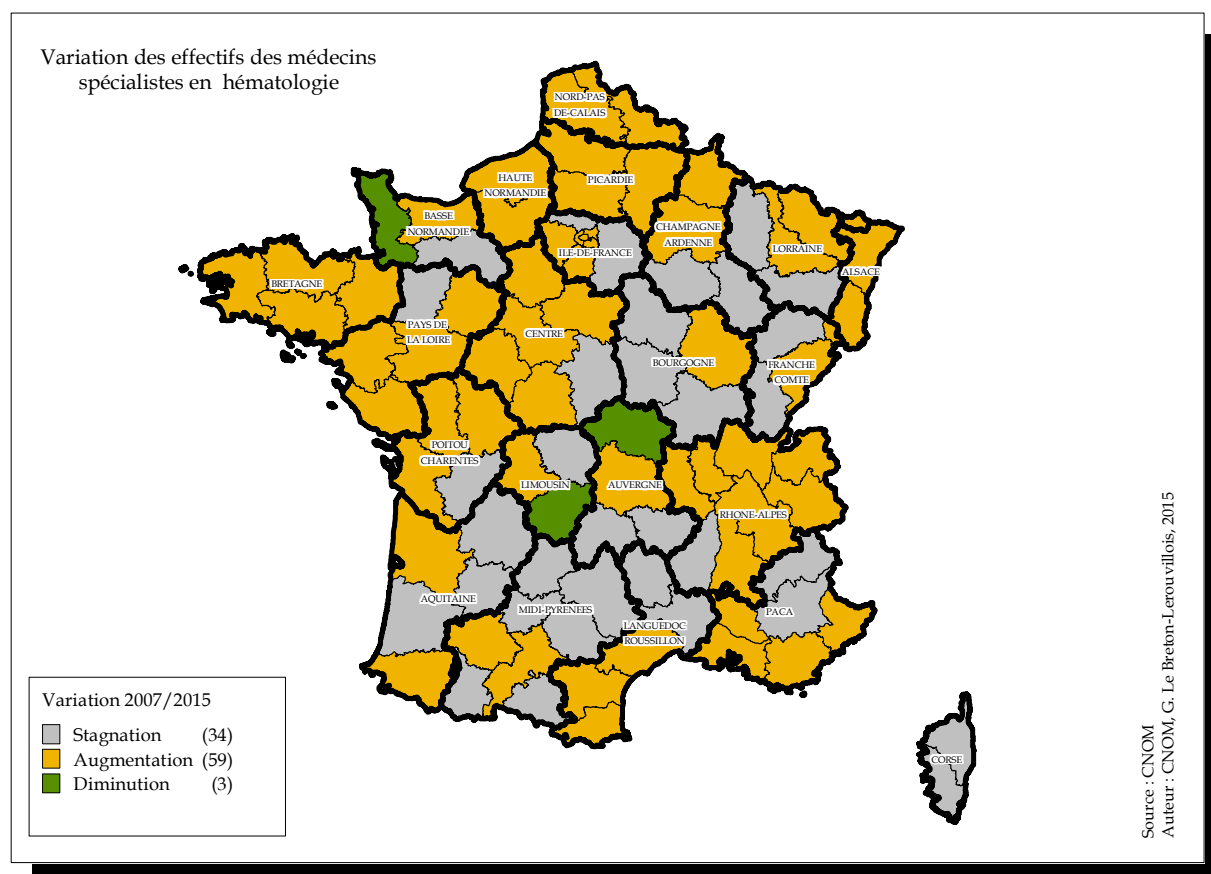 Variation des effectifs des médecins
spécialistes en hématologie
NORD-PAS
DE-CALAIS
HAUTE
NORMANDIE
PICARDIE
BASSE
NORMANDIE
CHAMPAGNE
ARDENNE
ILE-DE-FRANCE
LORRAINE
ALSACE
BRETAGNE
PAYS DE
LA LOIRE
CENTRE
BOURGOGNE
FRANCHE
COMTE
POITOU
CHARENTES
LIMOUSIN
AUVERGNE
RHONE-ALPES
AQUITAINE
MIDI-PYRENEES
LANGUEDOC
ROUSSILLON
PACA
CORSE
Variation 2007/2015
Stagnation (34)
Augmentation (59)
Diminution (3)
Source : CNOM
Auteur : CNOM, G. Le Breton-Lerouvillois, 2015